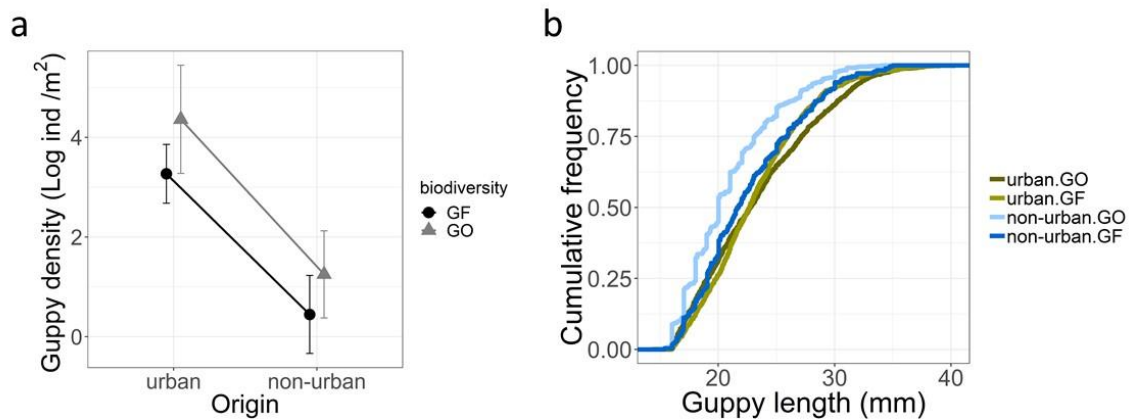 a
Guppy density (Log ind /m²)
4
2
0
urban
non-urban
Origin
biodiversity
GF
GO
b
Cumulative frequency
1.00
0.75
0.50
0.25
0.00
20
30
40
Guppy length (mm)
urban.GO
urban.GF
non-urban.GO
non-urban.GF